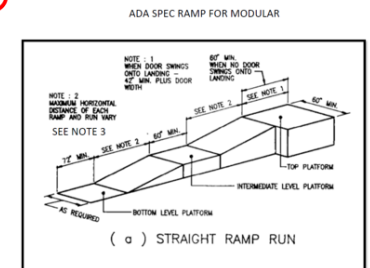 ADA SPEC RAMP FOR MODULAR
NOTE : 1
WHEN DOOR SWINGS
ONTO LANDING –
42" MIN. PLUS DOOR
WIDTH
60" MIN.
WHEN NO DOOR
SWINGS ONTO
LANDING
NOTE : 2
MAXIMUM HORIZONTAL
DISTANCE OF EACH
RAMP AND RUN VARY
SEE NOTE 3
SEE NOTE 1
60" MIN.
SEE NOTE 2
60" MIN.
SEE NOTE 2
72" MIN.
TOP PLATFORM
INTERMEDIATE LEVEL PLATFORM
BOTTOM LEVEL PLATFORM
AS REQUIRED
( a ) STRAIGHT RAMP RUN